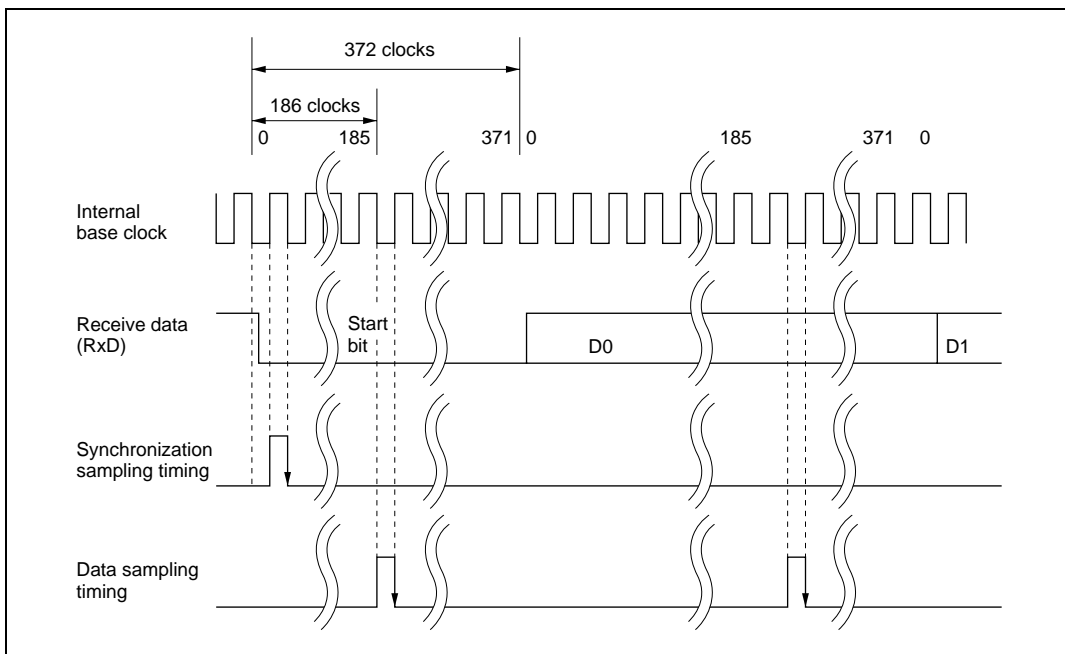 372 clocks
186 clocks
0 185 371 0 185 371 0
Internal
base clock
Receive data
(RxD)
Start
bit
D0
D1
Synchronization
sampling timing
Data sampling
timing